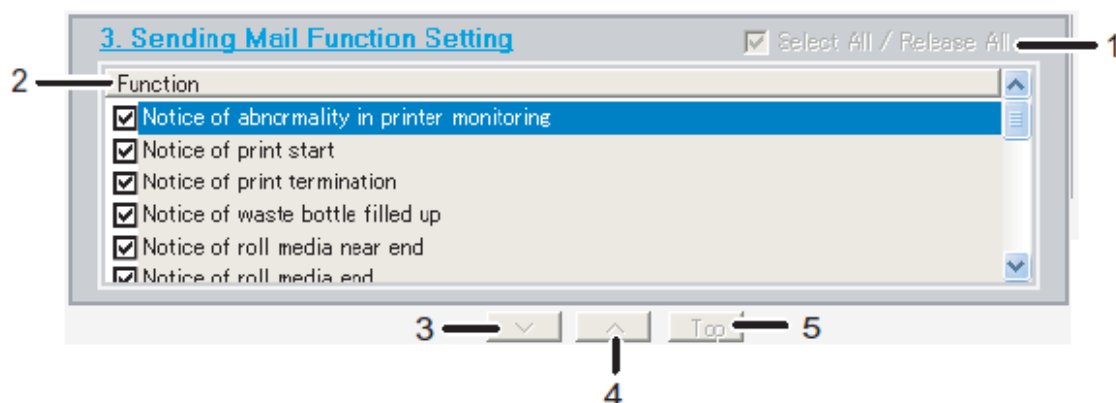 3. Sending Mail Function Setting
Select All / Release All
1
2
Function
Notice of abnormality in printer monitoring
Notice of print start
Notice of print termination
Notice of waste bottle filled up
Notice of roll media near end
Notice of roll media end
3
Top
5
4